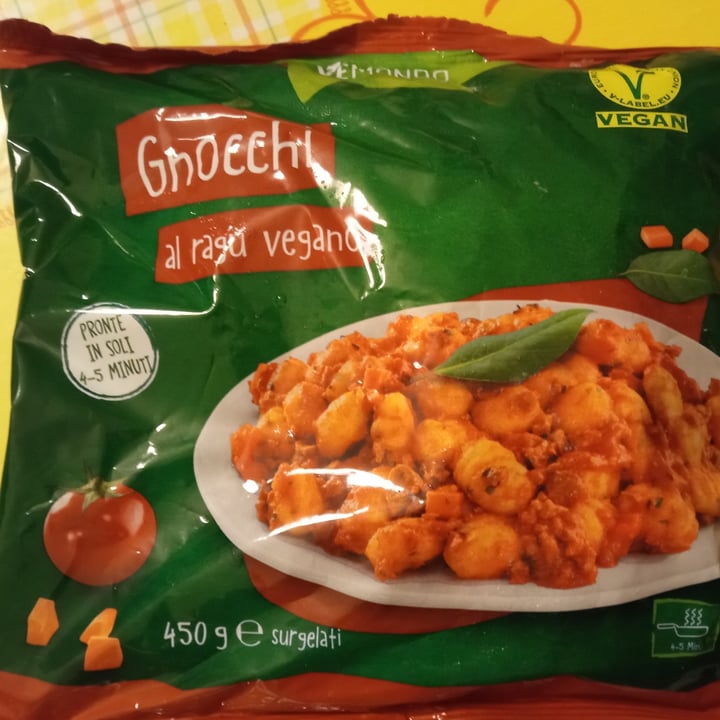 VEMONDO
V-LABEL.EU
VEGAN
Gnocchi
al ragù vegano
PRONTE
IN SOLI
4-5 MINUTI
450 g e surgelati
4-5 Min.